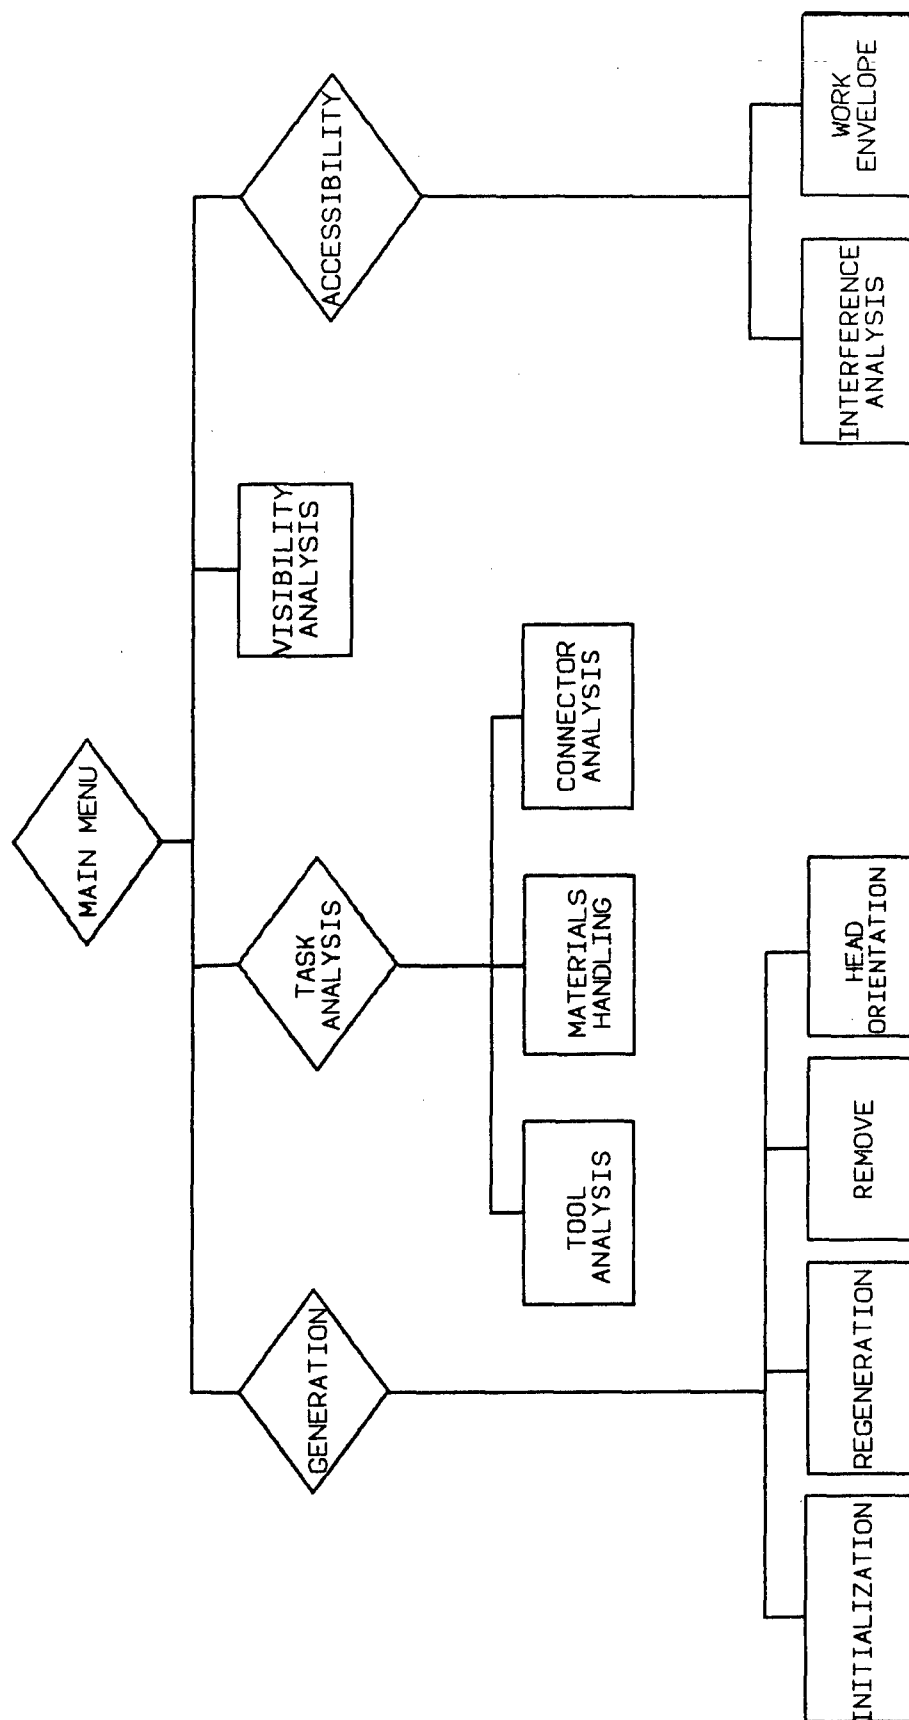 MAIN MENU
GENERATION
TASK
ANALYSIS
VISIBILITY
ANALYSIS
ACCESSIBILITY
TOOL
ANALYSIS
MATERIALS
HANDLING
CONNECTOR
ANALYSIS
INITIALIZATION
REGENERATION
REMOVE
HEAD
ORIENTATION
INTERFERENCE
ANALYSIS
WORK
ENVELOPE